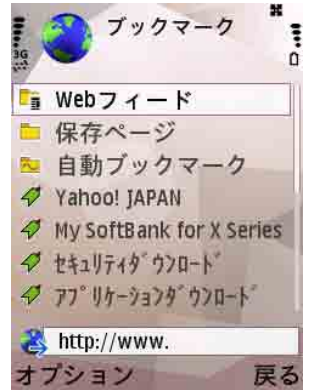 ブックマーク
3G
Webフィード
保存ページ
自動ブックマーク
Yahoo! JAPAN
My SoftBank for X Series
ｾｷｭﾘﾃｨﾀﾞｳﾝﾛｰﾄﾞ
ｱﾌﾟﾘｹｰｼｮﾝﾀﾞｳﾝﾛｰﾄﾞ
http://www.
オプション
戻る